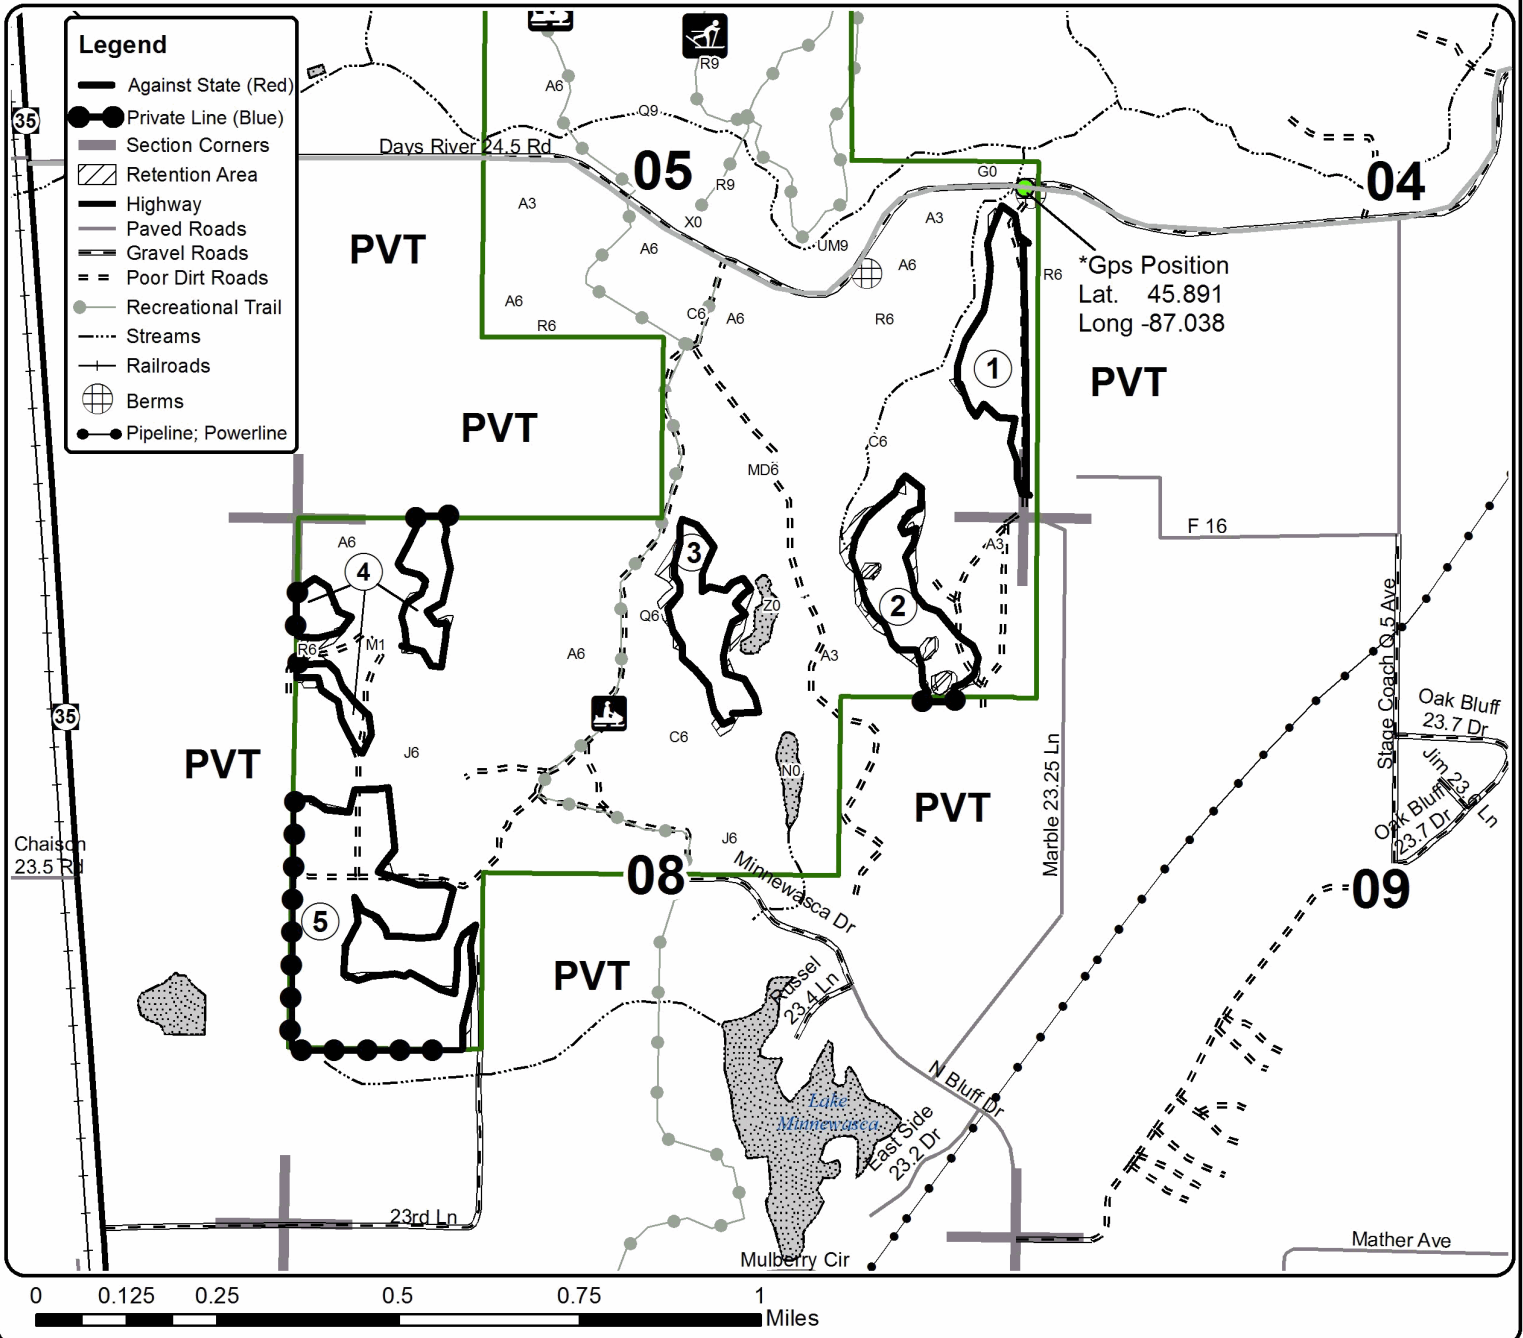 Legend
Against State (Red)
Private Line (Blue)
Section Corners
Retention Area
Highway
Paved Roads
Gravel Roads
Poor Dirt Roads
Recreational Trail
Streams
Railroads
Berms
Pipeline; Powerline
35
35
A6
R9
Q9
Days River 24.5 Rd
05
04
R9
G0
A3
X0
A3
PVT
A6
UM9
A6
*Gps Position
Lat. 45.891
Long -87.038
R6
A6
R6
C6
A6
R6
1
PVT
PVT
C6
MD6
F 16
A6
4
3
A3
2
Q6
Z0
R6
M1
A6
A3
Stage Coach O.5 Ave
Oak Bluff
23.7 Dr
PVT
J6
C6
N0
PVT
Marble 23.25 Ln
Jim 23.
Ln
Oak Bluff
23.7 Dr
Chaison
23.5 Rd
J6
08
Minnewasca Dr
09
5
PVT
Russel
23.4 Ln
N Bluff Dr
Lake
Minnewasca
East Side
23.2 Dr
23rd Ln
Mulberry Cir
Mather Ave
0 0.125 0.25 0.5 0.75 1
Miles